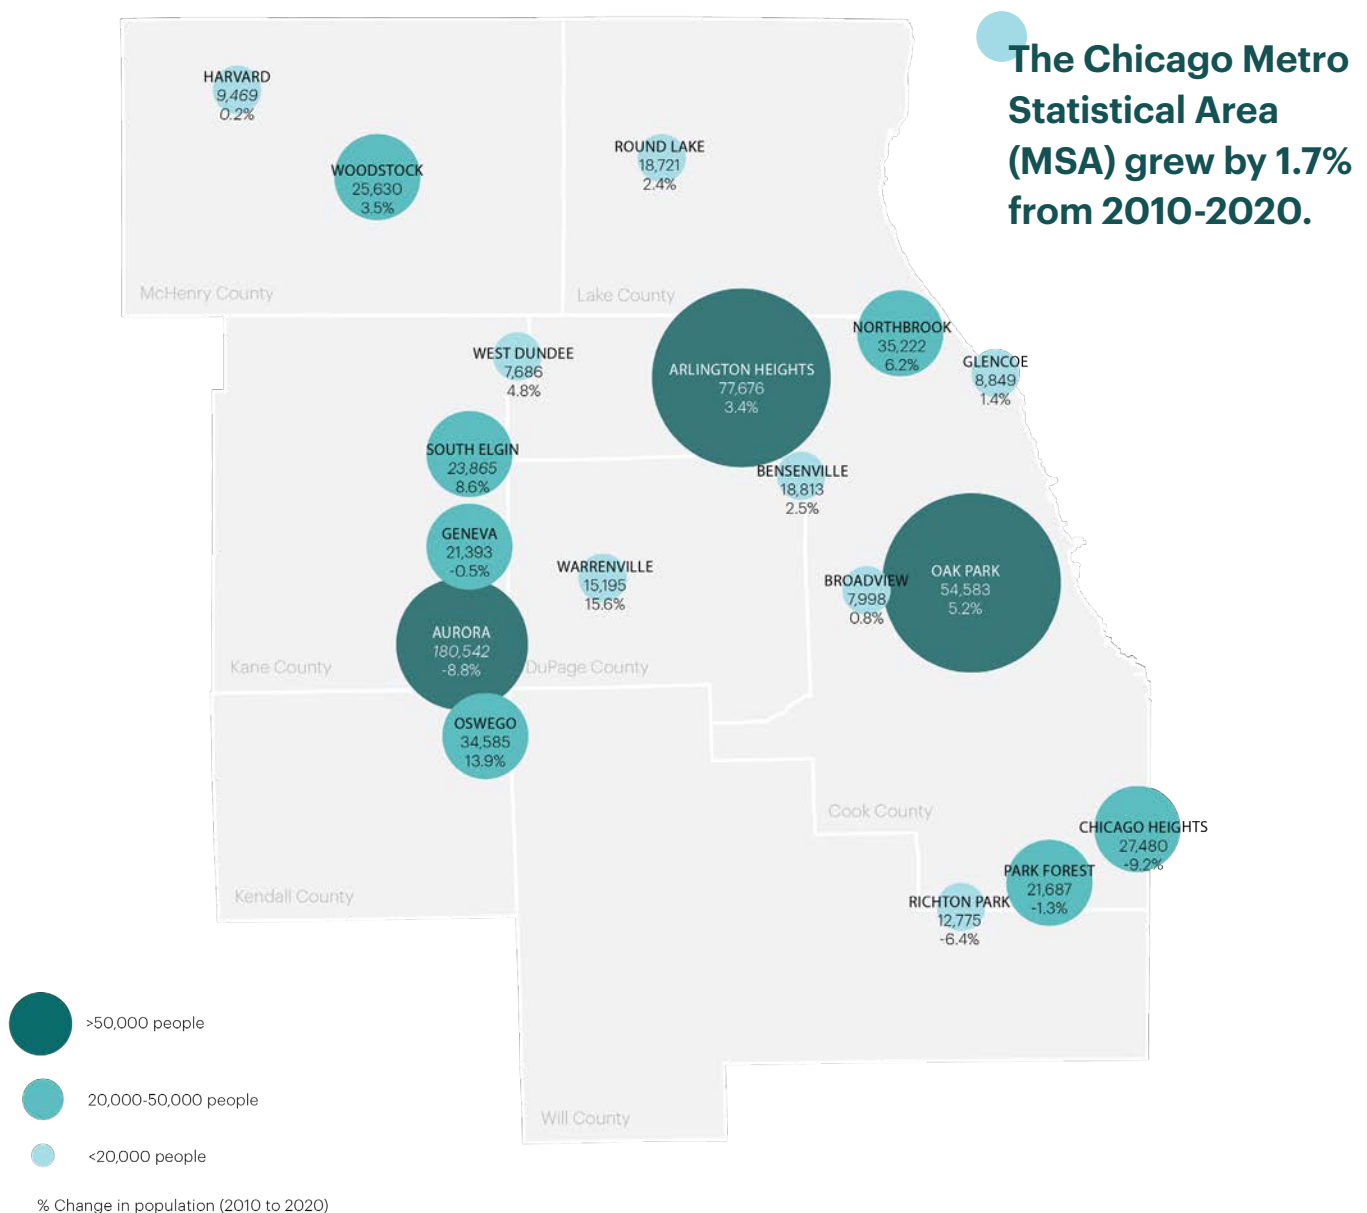 The Chicago Metro
Statistical Area
(MSA) grew by 1.7%
from 2010-2020.
HARVARD
9,469
0.2%
WOODSTOCK
25,630
3.5%
ROUND LAKE
18,721
2.4%
McHenry County
Lake County
WEST DUNDEE
7,686
4.8%
ARLINGTON HEIGHTS
77,676
3.4%
NORTHBROOK
35,222
6.2%
GLENCOE
8,849
1.4%
SOUTH ELGIN
23,865
8.6%
BENSENVILLE
18,813
2.5%
GENEVA
21,393
-0.5%
WARRENVILLE
15,195
15.6%
BROADVIEW
7,998
0.8%
OAK PARK
54,583
5.2%
AURORA
180,542
-8.8%
Kane County
DuPage County
OSWEGO
34,585
13.9%
Cook County
CHICAGO HEIGHTS
27,480
-9.2%
PARK FOREST
21,687
-1.3%
RICHTON PARK
12,775
-6.4%
Kendall County
Will County
>50,000 people
20,000-50,000 people
<20,000 people
% Change in population (2010 to 2020)